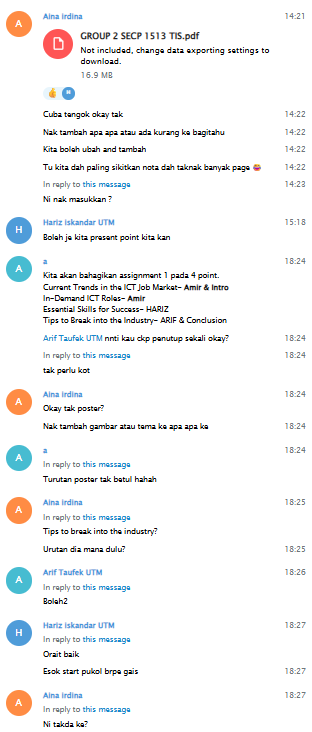 A
Aina irdina
14:21
GROUP 2 SECP 1513 TIS.pdf
Not included, change data exporting settings to
download.
16.9 MB
H
Cuba tengok okay tak
14:22
Nak tambah apa apa atau ada kurang ke bagitahu
14:22
Kita boleh ubah and tambah
14:22
Tu kita dah paling sikitkan nota dah taknak banyak page 😂
14:22
In reply to this message
14:23
Ni nak masukkan ?
H
Hariz Iskandar UTM
15:18
Boleh je kita present point kita kan
A
a
18:24
Kita akan bahagikan assignment 1 pada 4 point.
Current Trends in the ICT Job Market– Amir & Intro
In-Demand ICT Roles– Amir
Essential Skills for Success– HARIZ
Tips to Break into the Industry– ARIF & Conclusion
Arif Taufek UTM nnti kau ckp penutup sekali okay?
18:24
In reply to this message
18:24
tak perlu kot
A
Aina irdina
18:24
Okay tak poster?
Nak tambah gambar atau tema ke apa apa ke
18:24
A
a
18:24
In reply to this message
Turutan poster tak betul hahah
A
Aina irdina
18:25
In reply to this message
Tips to break into the industry?
Urutan dia mana dulu?
18:25
A
Arif Taufek UTM
18:26
In reply to this message
Boleh2
H
Hariz Iskandar UTM
18:27
In reply to this message
Orait baik
Esok start pukol brpe gais
18:27
A
Aina irdina
18:27
In reply to this message
Ni takda ke?